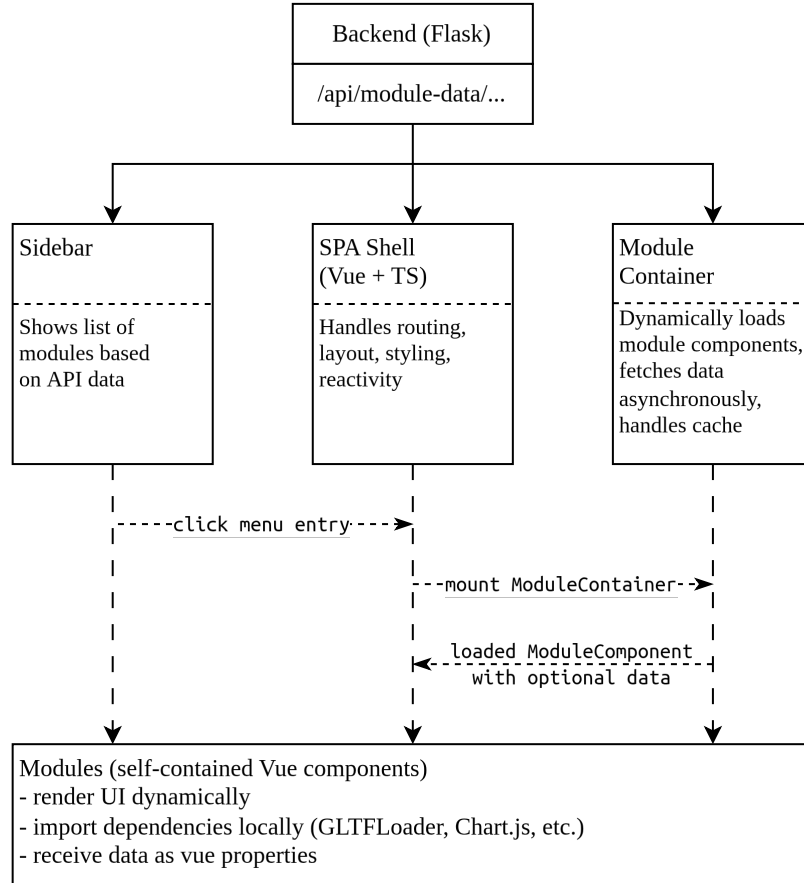 Backend (Flask)
/api/module-data/...
Sidebar
Shows list of
modules based
on API data
SPA Shell
(Vue + TS)
Handles routing,
layout, styling,
reactivity
Module
Container
Dynamically loads
module components,
fetches data
asynchronously,
handles cache
click menu entry
mount ModuleContainer
loaded ModuleComponent
with optional data
Modules (self-contained Vue components)
- render UI dynamically
- import dependencies locally (GLTFLoader, Chart.js, etc.)
- receive data as vue properties